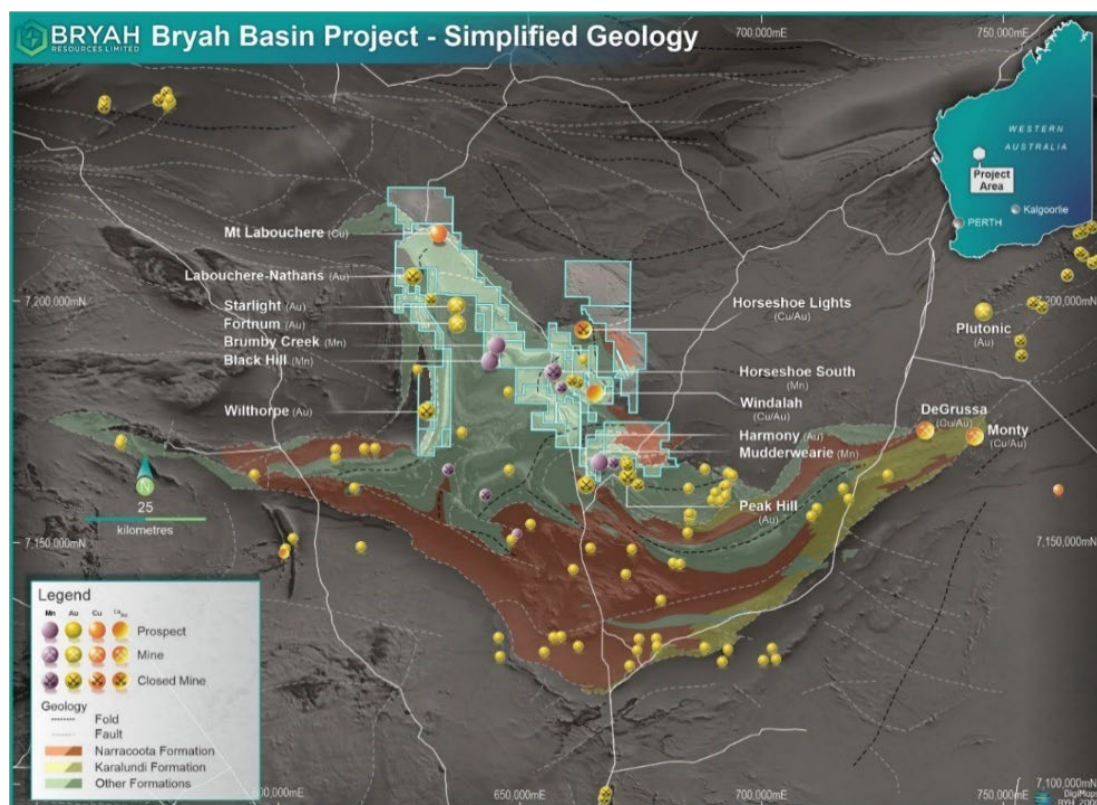 BRYAH
RESOURCES LIMITED
Bryah Basin Project - Simplified Geology
700,000mE
750,000mE
WESTERN
AUSTRALIA
Project
Area
Kalgoorlie
PERTH
Mt Labouchere (Cu)
Labouchere-Nathans (Au)
7,200,000mN
7,200,000mN
Starlight (Au)
Fortnum (Au)
Brumby Creek (Mn)
Black Hill (Mn)
Wilthorpe (Au)
Horseshoe Lights
(Cu/Au)
Plutonic
(Au)
Horseshoe South
(Mn)
Windalah
(Cu/Au)
Harmony (Au)
Mudderwearie (Mn)
DeGrussa
(Cu/Au)
Monty
(Cu/Au)
Peak Hill
(Au)
N
25
kilometres
7,150,000mN
7,150,000mN
Legend
Mn Au Cu
Prospect
Mine
Closed Mine
Geology
Fold
Fault
Narracoota Formation
Karalundi Formation
Other Formations
650,000mE
700,000mE
750,000mE
7,100,000mN
DigiMaps